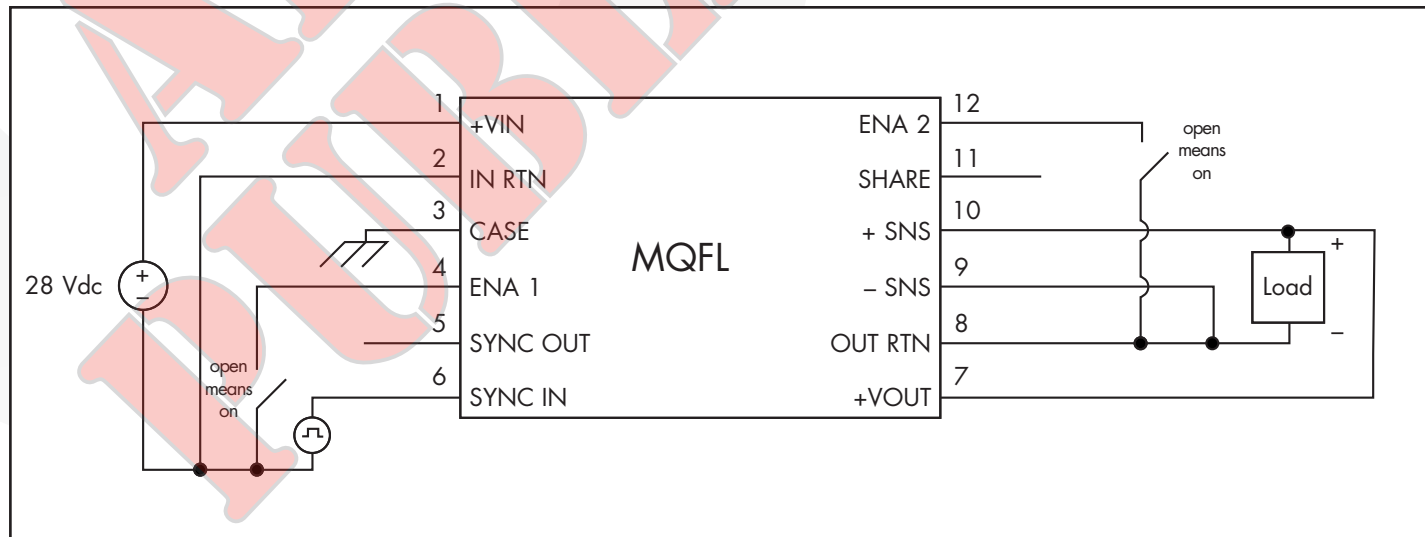 1
+VIN
2
IN RTN
3
CASE
4
ENA 1
5
SYNC OUT
6
SYNC IN
28 Vdc
+
−
open
means
on
MQFL
12
ENA 2
11
SHARE
10
+ SNS
9
− SNS
8
OUT RTN
7
+VOUT
open
means
on
Load
+
−